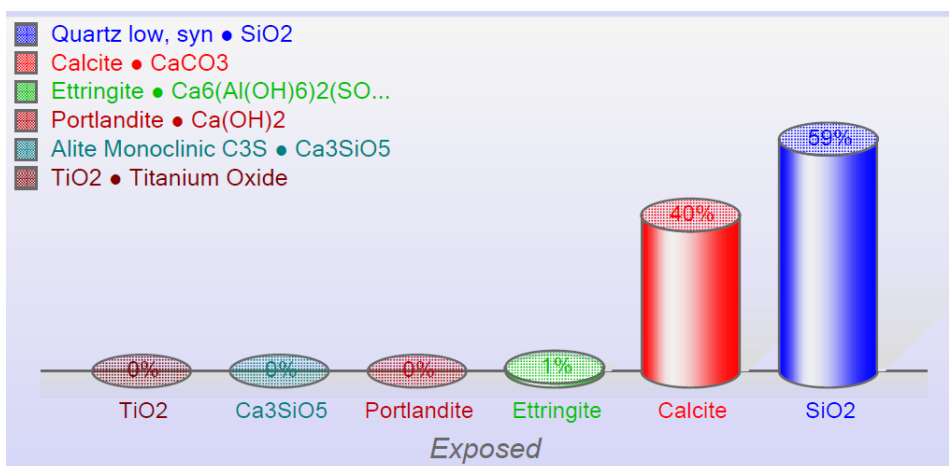 Quartz low, syn ● SiO2
Calcite ● CaCO3
Ettringite ● Ca6(Al(OH)6)2(SO...
Portlandite ● Ca(OH)2
Alite Monoclinic C3S ● Ca3SiO5
TiO2 ● Titanium Oxide
59%
40%
0% 0% 0% 1%
TiO2 Ca3SiO5 Portlandite Ettringite Calcite SiO2
Exposed